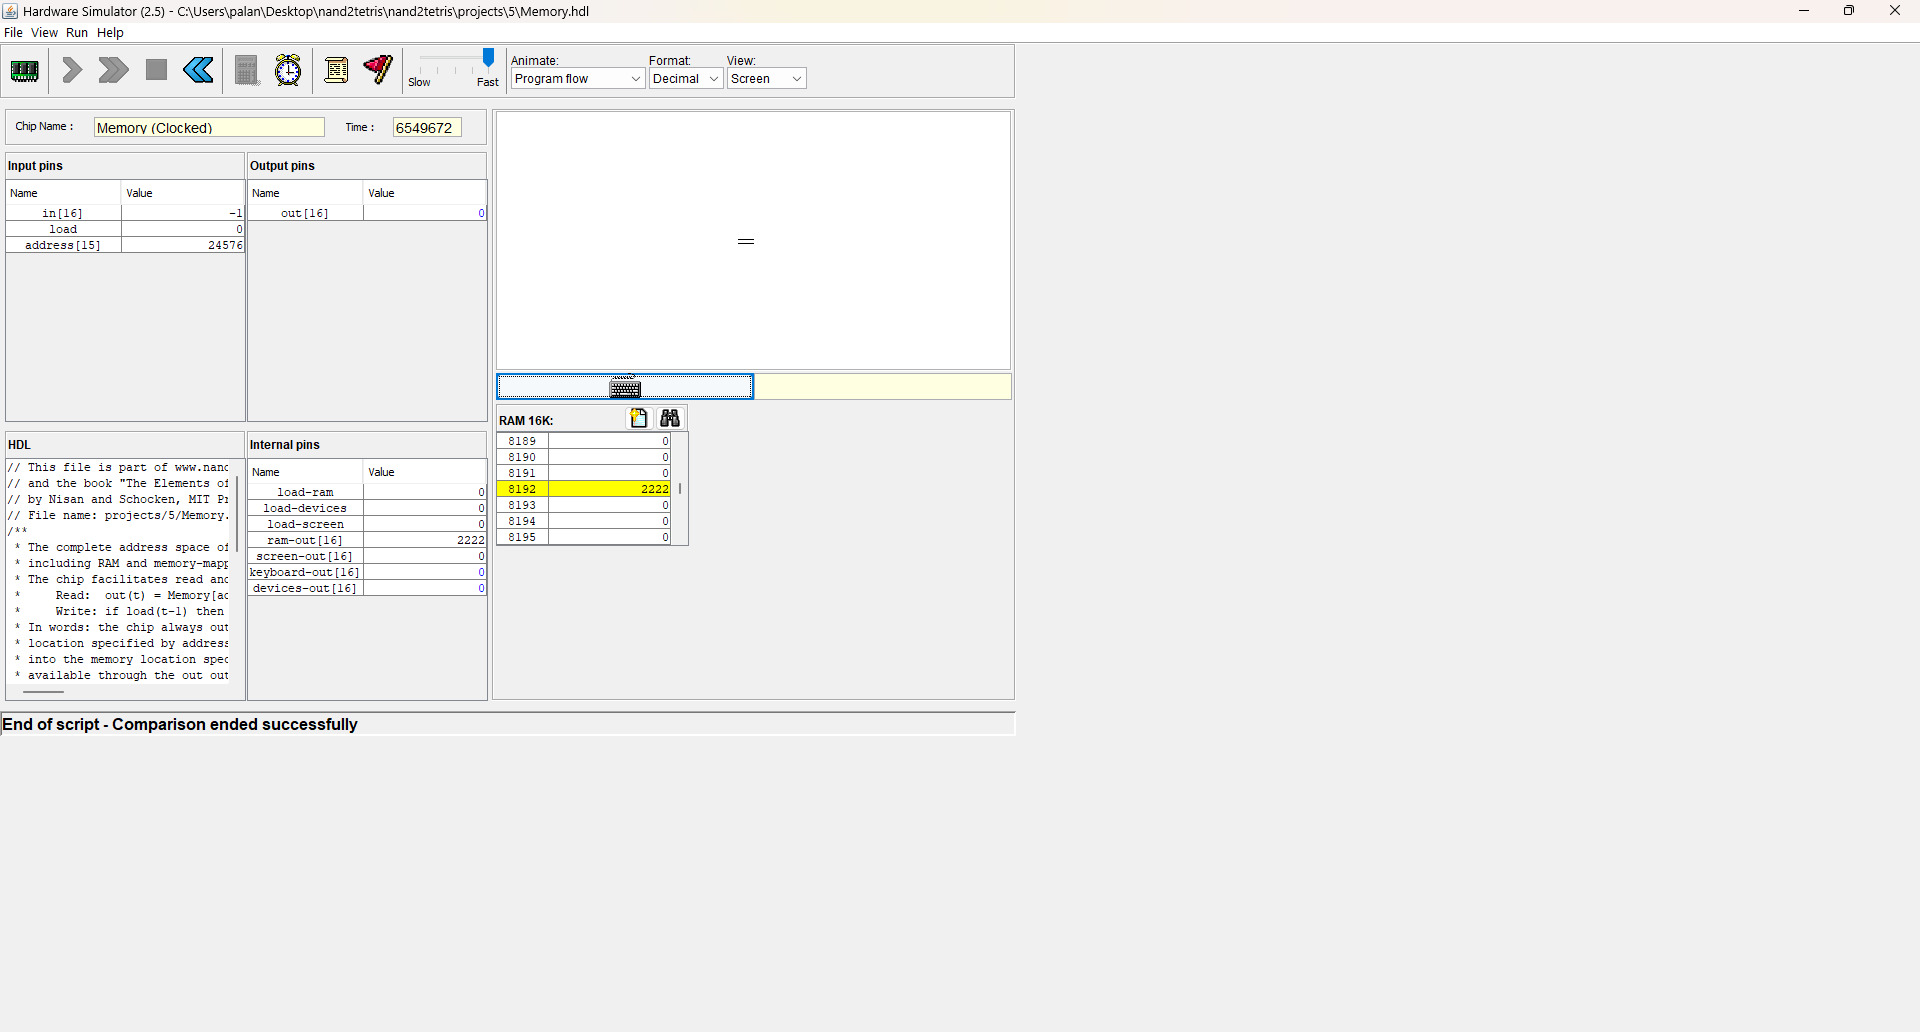 Hardware Simulator (2.5) - C:\Users\palan\Desktop\nand2tetris\nand2tetris\projects\5\Memory.hdl
File View Run Help
Slow Fast
Animate: Format: View:
Program flow Decimal Screen
Chip Name : Memory (Clocked) Time : 6549672
Input pins
Name Value
in[16] -1
load 0
address[15] 24576
Output pins
Name Value
out[16] 0
HDL
// This file is part of www.nand
// and the book "The Elements of
// by Nisan and Schocken, MIT Pr
// File name: projects/5/Memory.
/**
* The complete address space of
* including RAM and memory-mapp
* The chip facilitates read and
* Read: out(t) = Memory[ad
* Write: if load(t-1) then
* In words: the chip always out
* location specified by address
* into the memory location spec
* available through the out out
Internal pins
Name Value
load-ram 0
load-devices 0
load-screen 0
ram-out[16] 2222
screen-out[16] 0
keyboard-out[16] 0
devices-out[16] 0
RAM 16K:
8189 0
8190 0
8191 0
8192 2222
8193 0
8194 0
8195 0
End of script - Comparison ended successfully